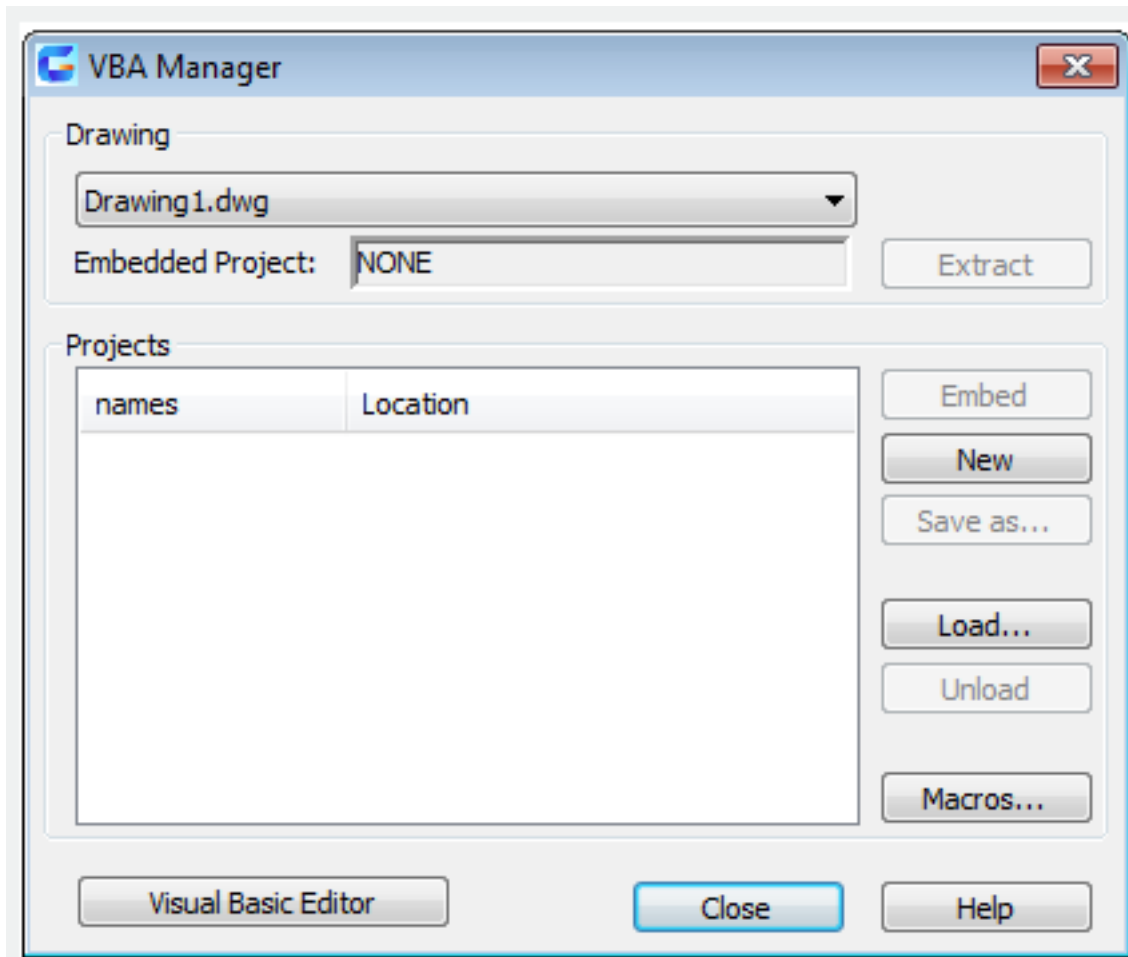 VBA Manager
Drawing
Drawing1.dwg
Embedded Project: NONE Extract
Projects
names Location
Embed
New
Save as...
Load...
Unload
Macros...
Visual Basic Editor Close Help